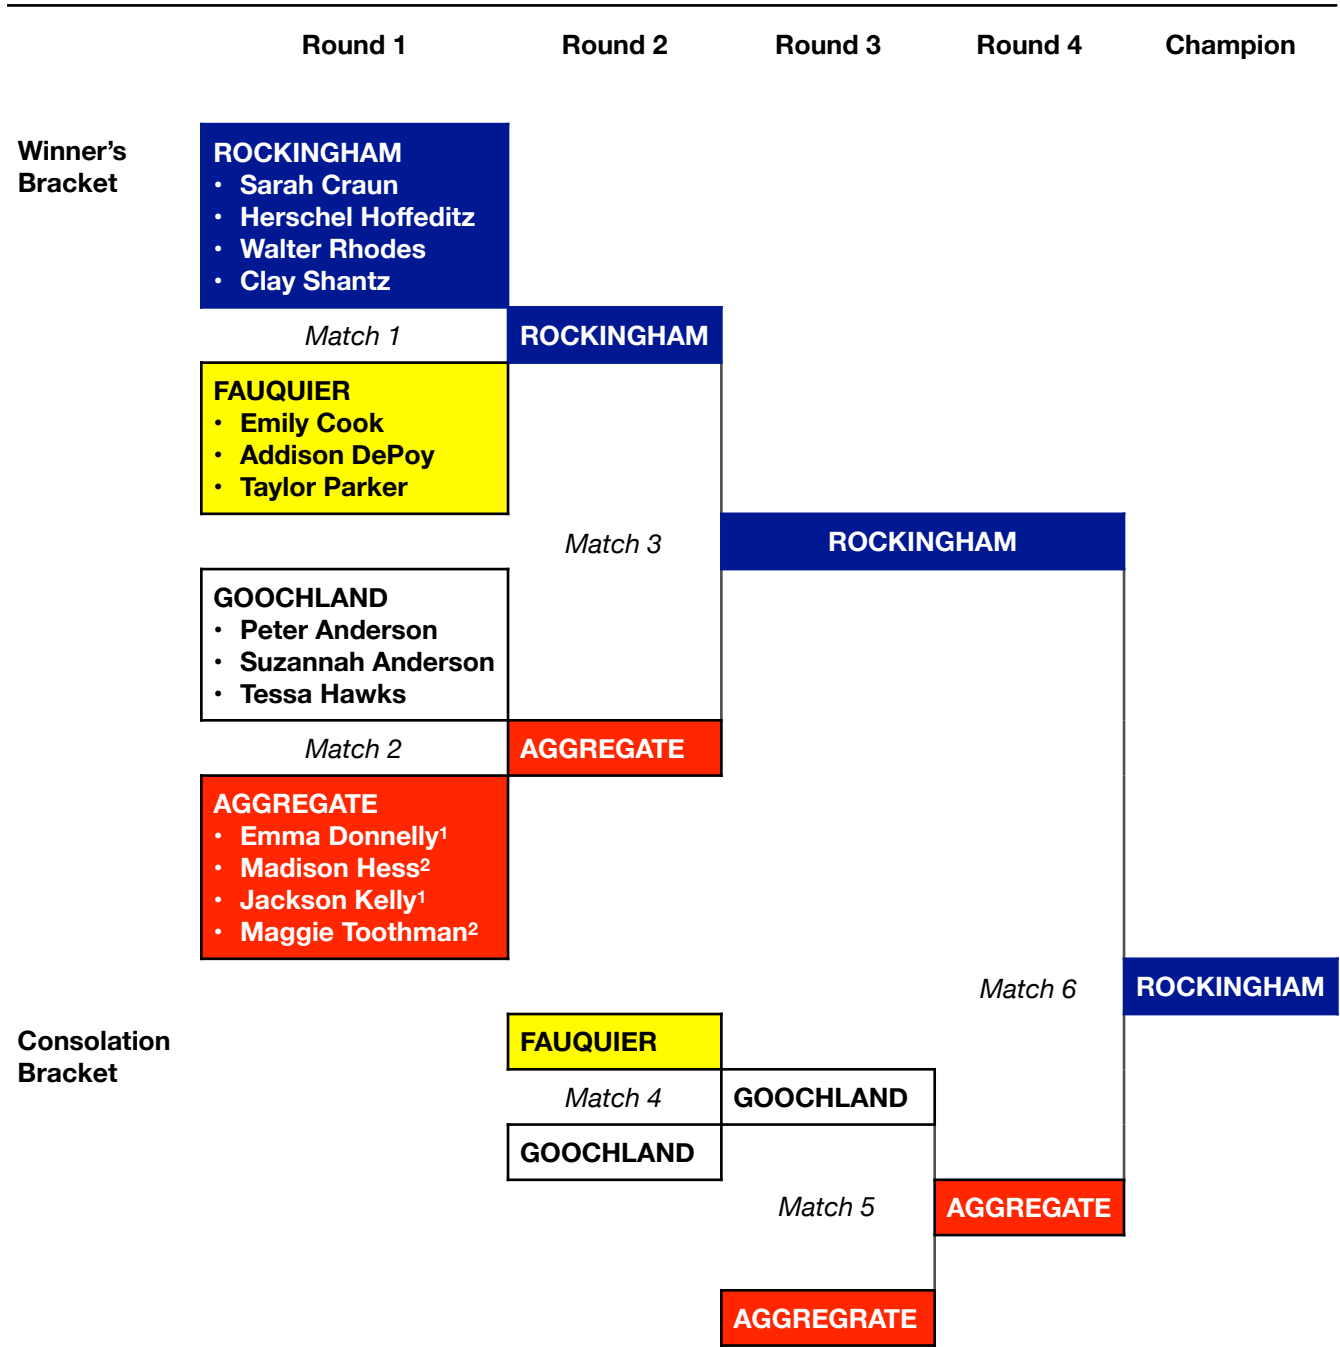 Round 1 Round 2 Round 3 Round 4 Champion
Winner’s
Bracket
ROCKINGHAM
• Sarah Craun
• Herschel Hoffeditz
• Walter Rhodes
• Clay Shantz
Match 1
ROCKINGHAM
FAUQUIER
• Emily Cook
• Addison DePoy
• Taylor Parker
Match 3
ROCKINGHAM
GOOCHLAND
• Peter Anderson
• Suzannah Anderson
• Tessa Hawks
Match 2
AGGREGATE
AGGREGATE
• Emma Donnelly¹
• Madison Hess²
• Jackson Kelly¹
• Maggie Toothman²
Match 6
ROCKINGHAM
Consolation
Bracket
FAUQUIER
Match 4
GOOCHLAND
GOOCHLAND
Match 5
AGGREGATE
AGGREGRATE